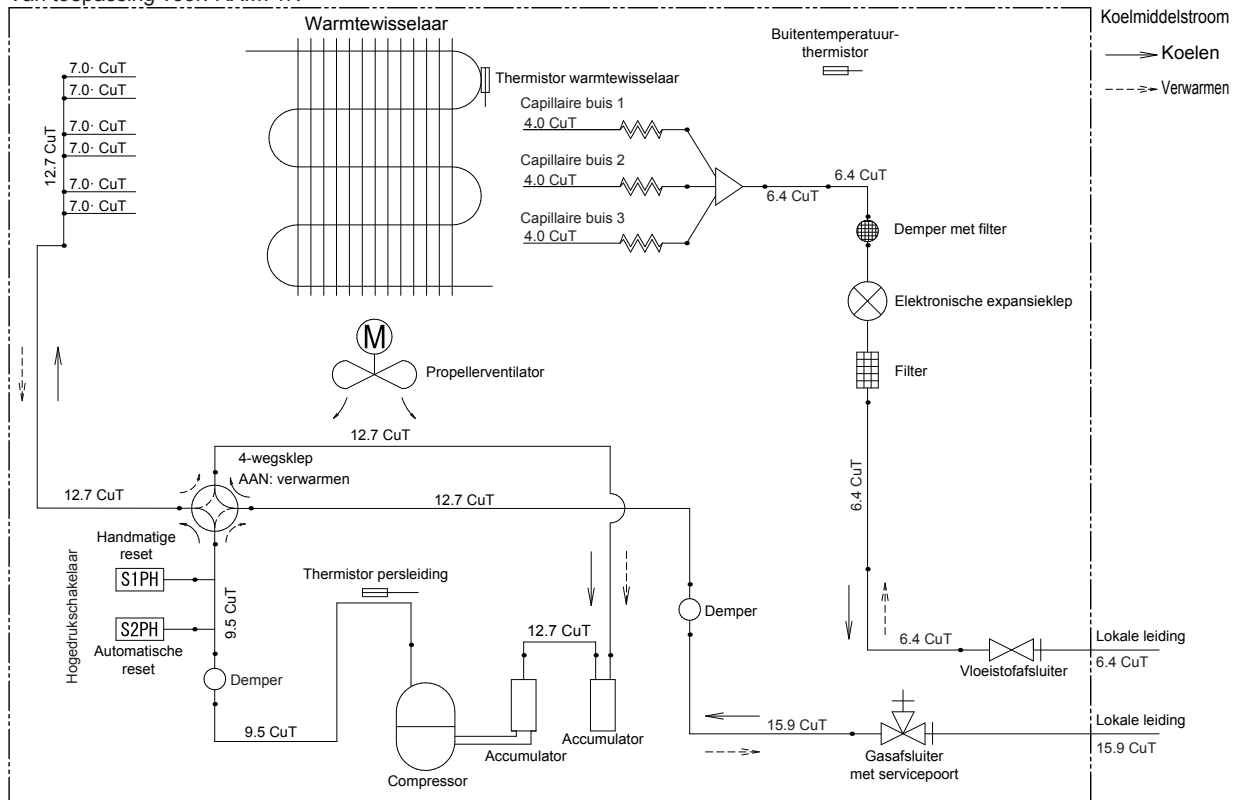 Warmtewisselaar
Koelmiddelstroom
Koelen
Verwarmen
Buitentemperatuur-
thermistor
7.0· CuT
7.0· CuT
7.0· CuT
7.0· CuT
7.0· CuT
7.0· CuT
12.7 CuT
Thermistor warmtewisselaar
Capillaire buis 1
4.0 CuT
Capillaire buis 2
4.0 CuT
Capillaire buis 3
4.0 CuT
6.4 CuT
6.4 CuT
Demper met filter
Elektronische expansieklep
Filter
M
Propellerventilator
12.7 CuT
4-wegsklep
AAN: verwarmen
12.7 CuT
12.7 CuT
6.4 CuT
Hogedrukschakelaar
Handmatige
reset
S1PH
S2PH
Automatische
reset
9.5 CuT
Thermistor persleiding
Demper
12.7 CuT
Demper
9.5 CuT
Compressor
Accumulator
Accumulator
6.4 CuT
Vloeistofafsluiter
Lokale leiding
6.4 CuT
15.9 CuT
Gasafsluiter
met servicepoort
Lokale leiding
15.9 CuT